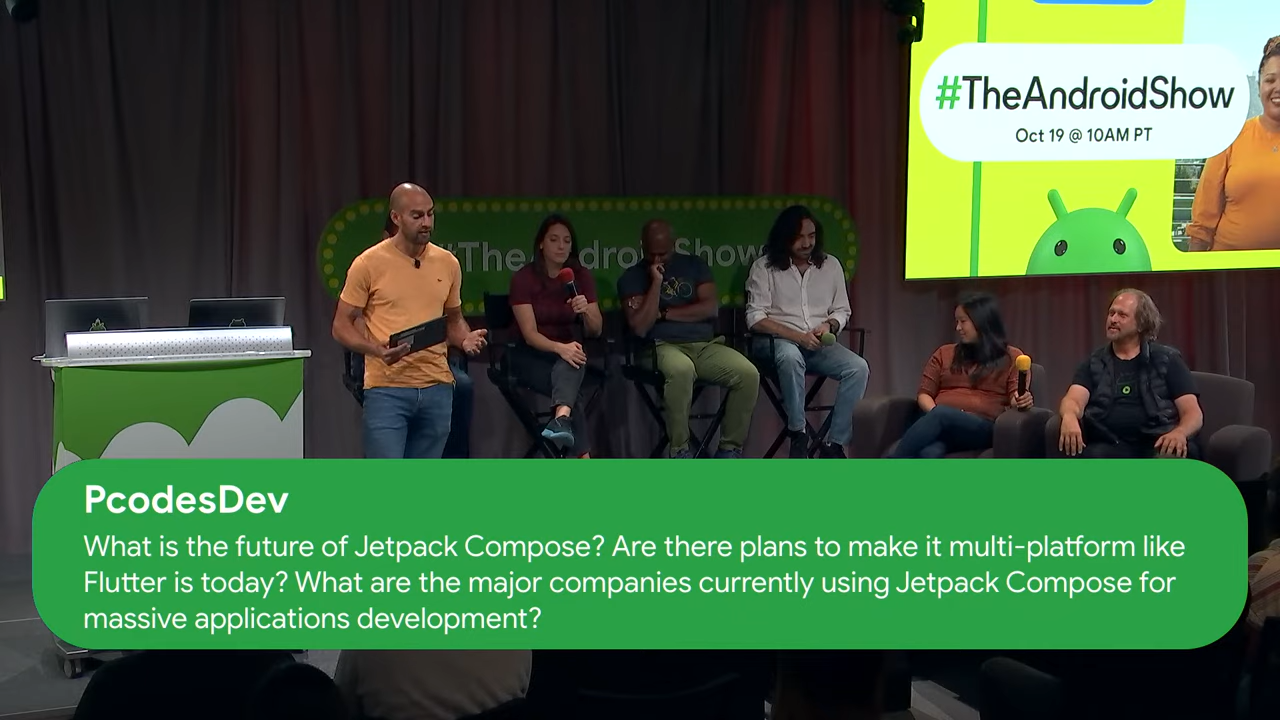 #TheAndroidShow
Oct 19 @ 10AM PT
#TheAndroidShow
PcodesDev
What is the future of Jetpack Compose? Are there plans to make it multi-platform like
Flutter is today? What are the major companies currently using Jetpack Compose for
massive applications development?